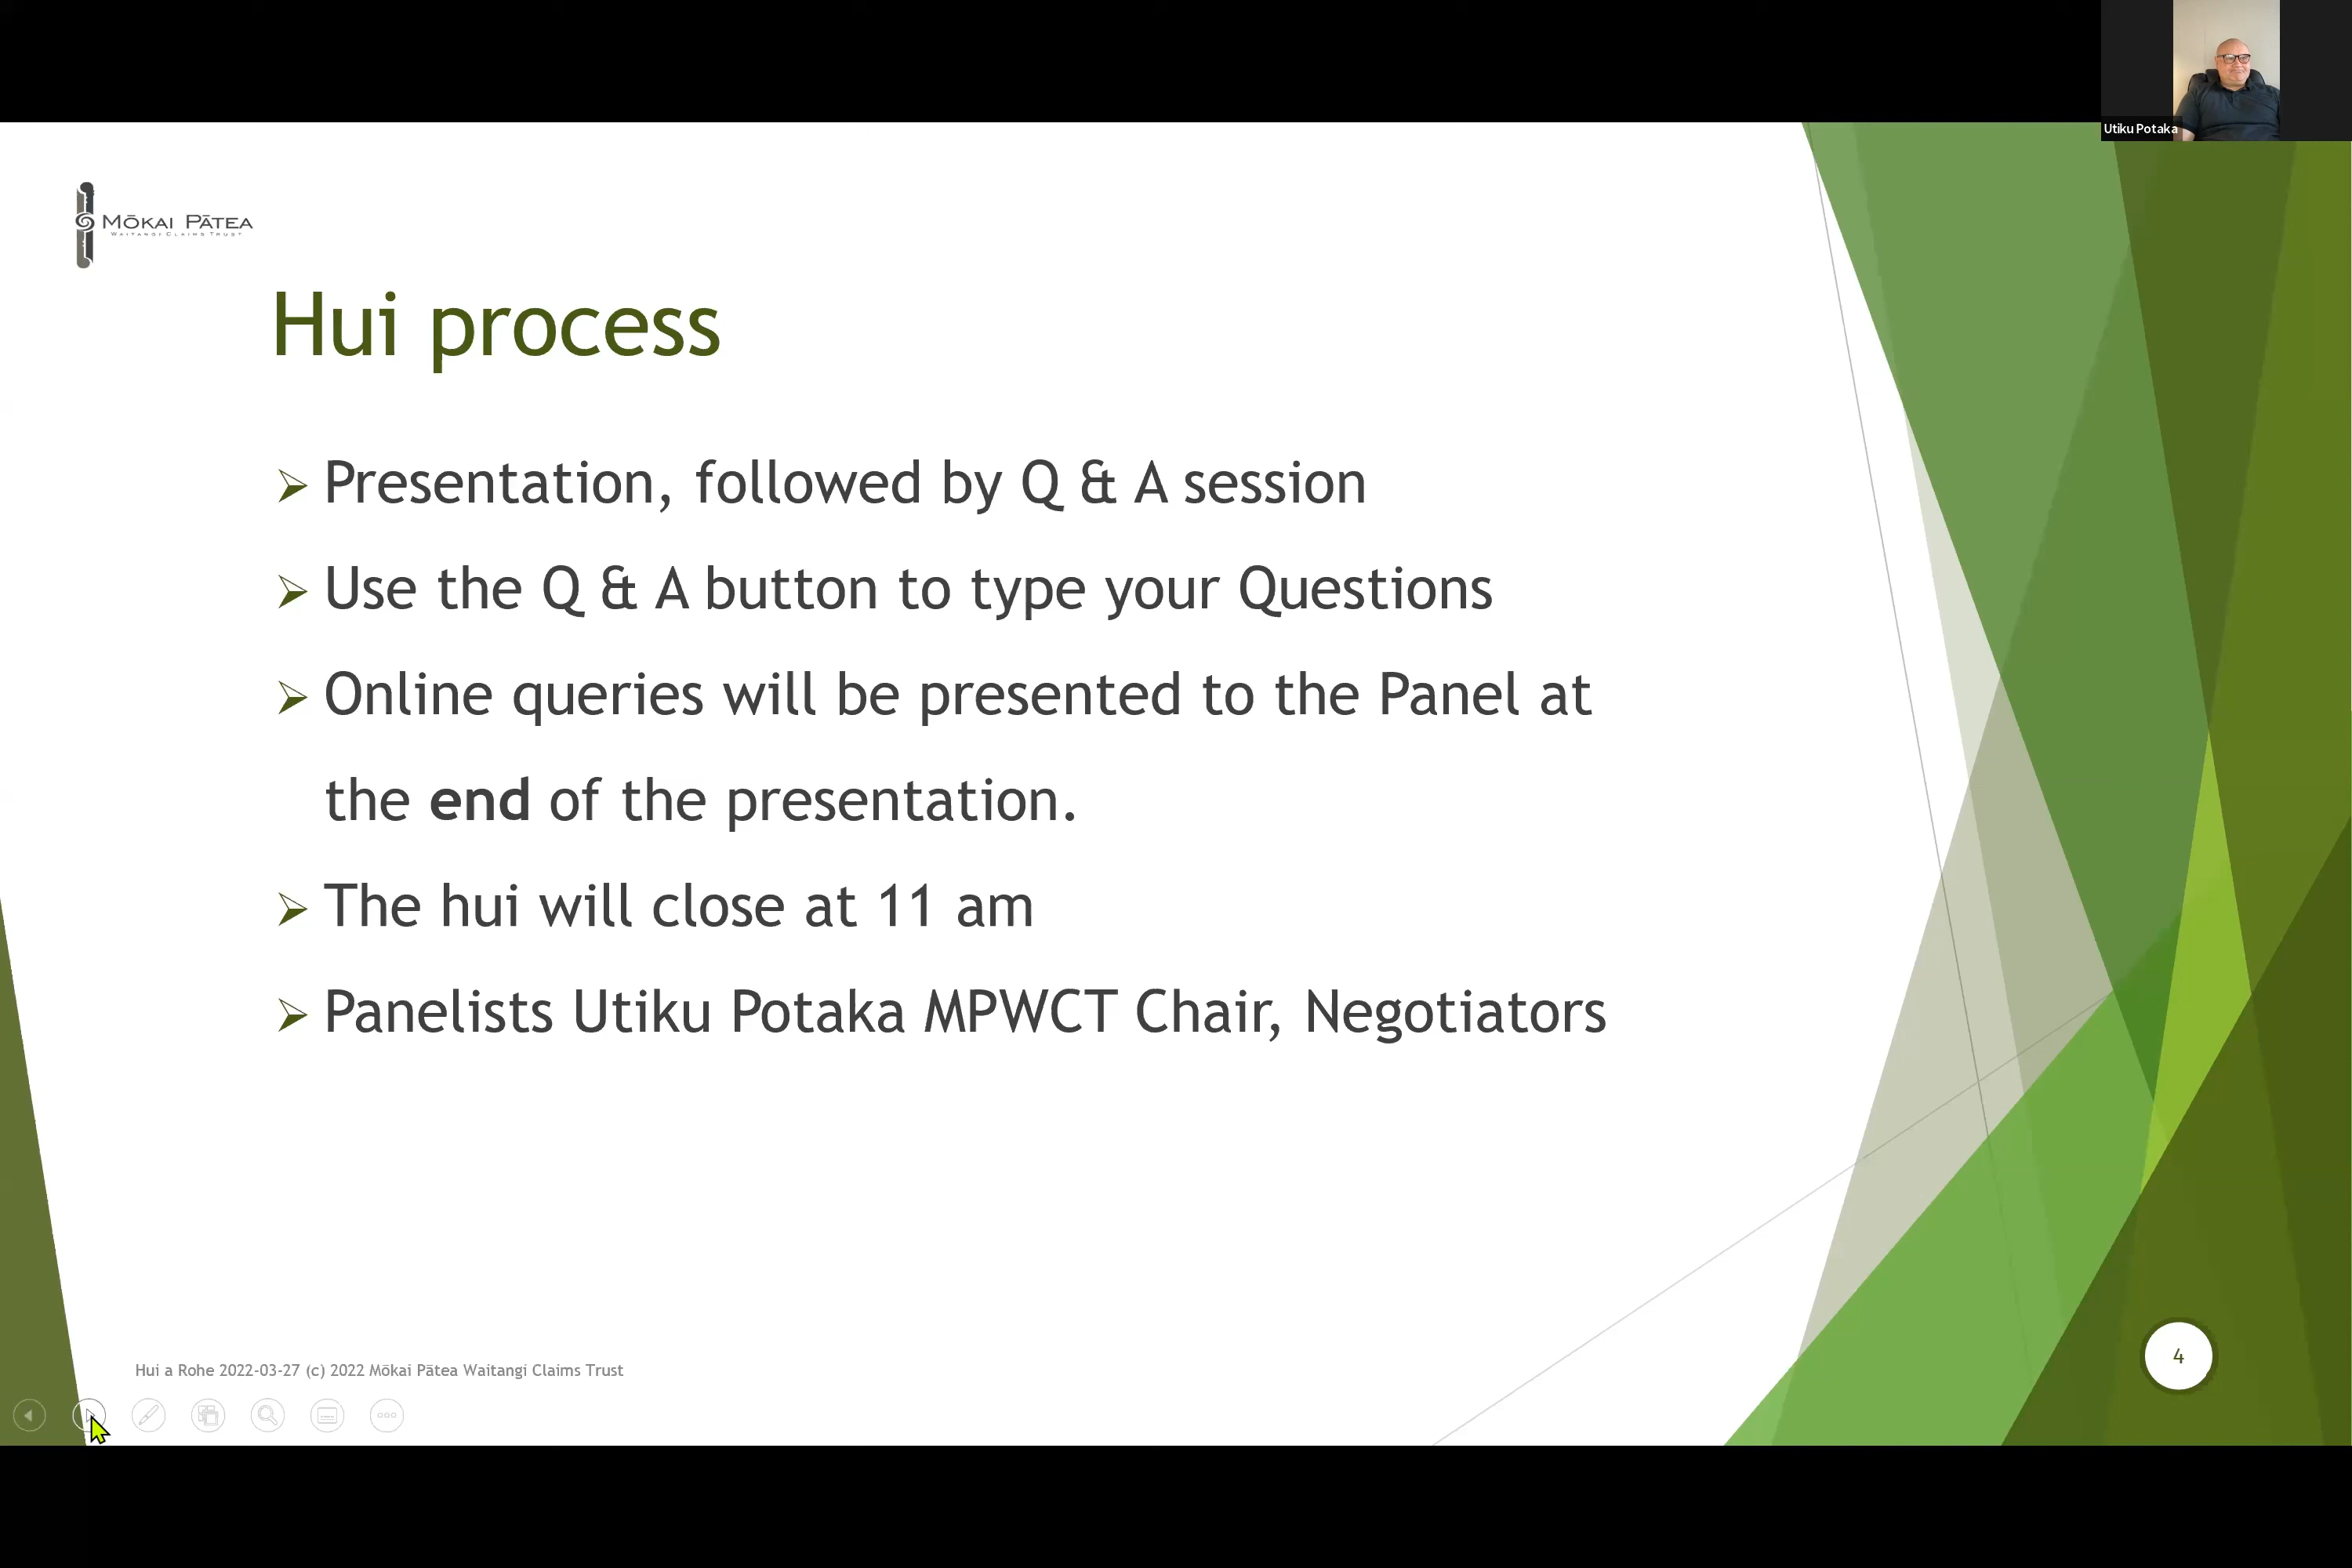 Utiku Potaka
MŌKAI PĀTEA
WAITANGI CLAIMS TRUST
Hui process
Presentation, followed by Q & A session
Use the Q & A button to type your Questions
Online queries will be presented to the Panel at
the end of the presentation.
The hui will close at 11 am
Panelists Utiku Potaka MPWCT Chair, Negotiators
Hui a Rohe 2022-03-27 (c) 2022 Mōkai Pātea Waitangi Claims Trust
4